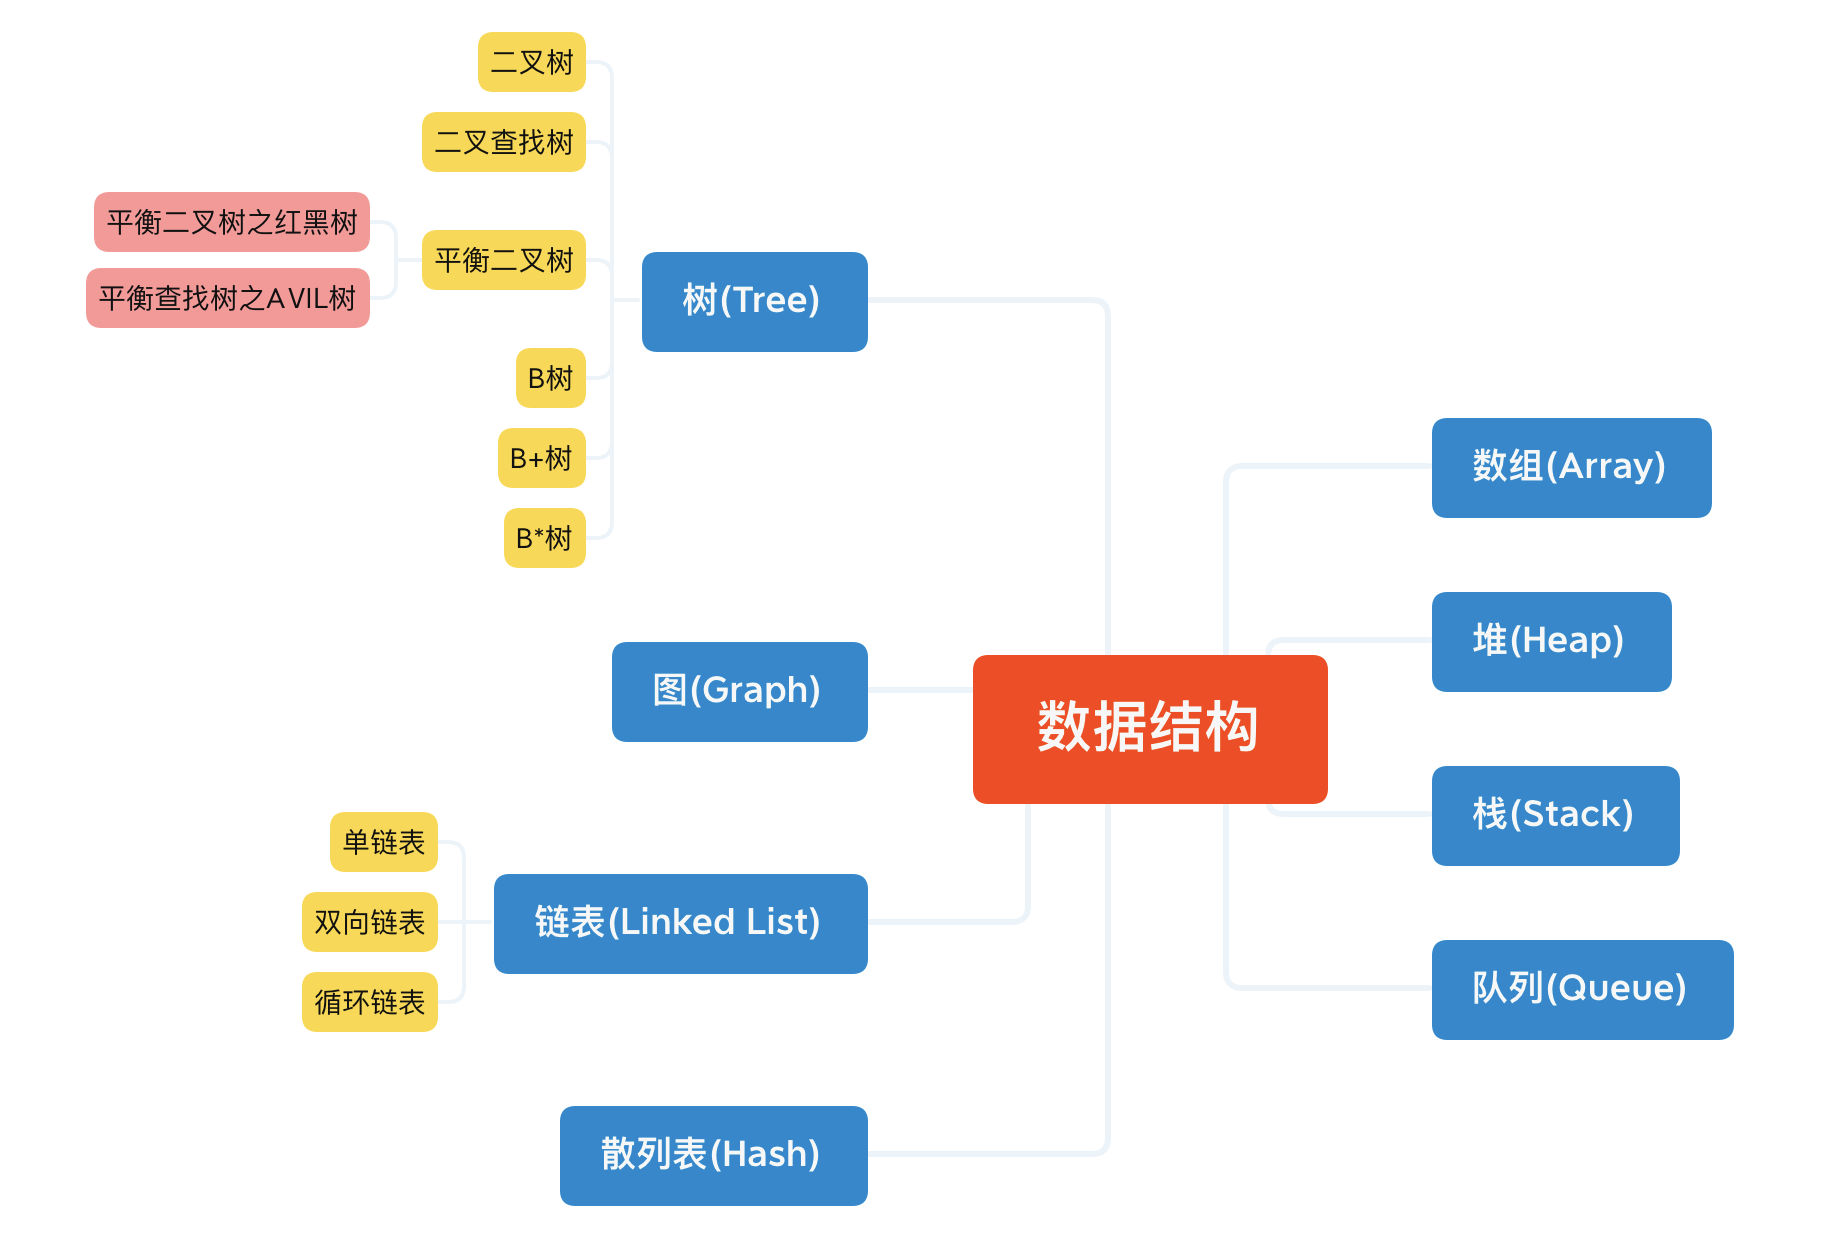 二叉树
二叉查找树
平衡二叉树之红黑树
平衡二叉树
平衡查找树之AVIL树
树(Tree)
B树
B+树
B*树
数组(Array)
堆(Heap)
图(Graph)
数据结构
栈(Stack)
单链表
双向链表
链表(Linked List)
循环链表
队列(Queue)
散列表(Hash)